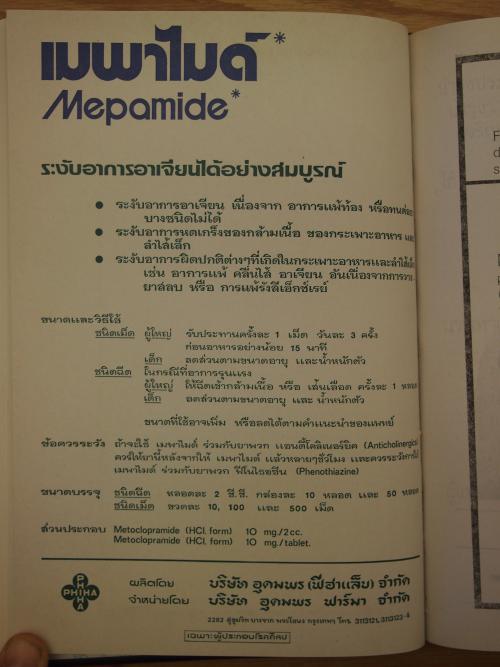 เมพาไมด์*
Mepamide*
ระงับอาการอาเจียนได้อย่างสมบูรณ์
● ระงับอาการอาเจียน เนื่องจาก อาการแพ้ท้อง หรือทนต่อยา
บางชนิดไม่ได้
● ระงับอาการหดเกร็งของกล้ามเนื้อ ของกระเพาะอาหาร และ
ลำไส้เล็ก
● ระงับอาการผิดปกติต่างๆที่เกิดในกระเพาะอาหารและลำไส้เล็ก
เช่น อาการแพ้ คลื่นไส้ อาเจียน อันเนื่องจากการวาง
ยาสลบ หรือ การแพ้รังสีเอ็กซ์เรย์
ขนาดและวิธีใช้
ชนิดเม็ด ผู้ใหญ่ รับประทานครั้งละ 1 เม็ด วันละ 3 ครั้ง
ก่อนอาหารอย่างน้อย 15 นาที
เด็ก ลดส่วนตามขนาดอายุ และน้ำหนักตัว
ชนิดฉีด ในกรณีที่อาการรุนแรง
ผู้ใหญ่ ให้ฉีดเข้ากล้ามเนื้อ หรือ เส้นเลือด ครั้งละ 1 หลอด
เด็ก ลดส่วนตามขนาดอายุ และ น้ำหนักตัว
ขนาดที่ใช้อาจเพิ่ม หรือลดได้ตามคำแนะนำของแพทย์
ข้อควรระวัง ถ้าจะใช้ เมพาไมด์ ร่วมกับยาพวก แอนตี้โคลิเนอร์ยิค (Anticholinergic)
ควรให้ยานี้หลังจากให้ เมพาไมด์ แล้วหลายๆชั่วโมง และควรระวังการใช้
เมพาไมด์ ร่วมกับยาพวก ฟีโนไธอซีน (Phenothiazine)
ขนาดบรรจุ ชนิดฉีด หลอดละ 2 ซี.ซี. กล่องละ 10 หลอด และ 50 หลอด
ชนิดเม็ด ขวดละ 10, 100 และ 500 เม็ด
ส่วนประกอบ Metoclopramide (HCl. form) 10 mg./2cc.
Metoclopramide (HCl. form) 10 mg./tablet.
PHIHA
ผลิตโดย บริษัท อุดมพร (ฟีฮ่าแล็บ) จำกัด
จำหน่ายโดย บริษัท อุดมพร ฟาร์มา จำกัด
2282 สุขุมวิท บางจาก พระโขนง กรุงเทพฯ โทร. 3113121, 3113123-4
เฉพาะผู้ประกอบโรคศิลป